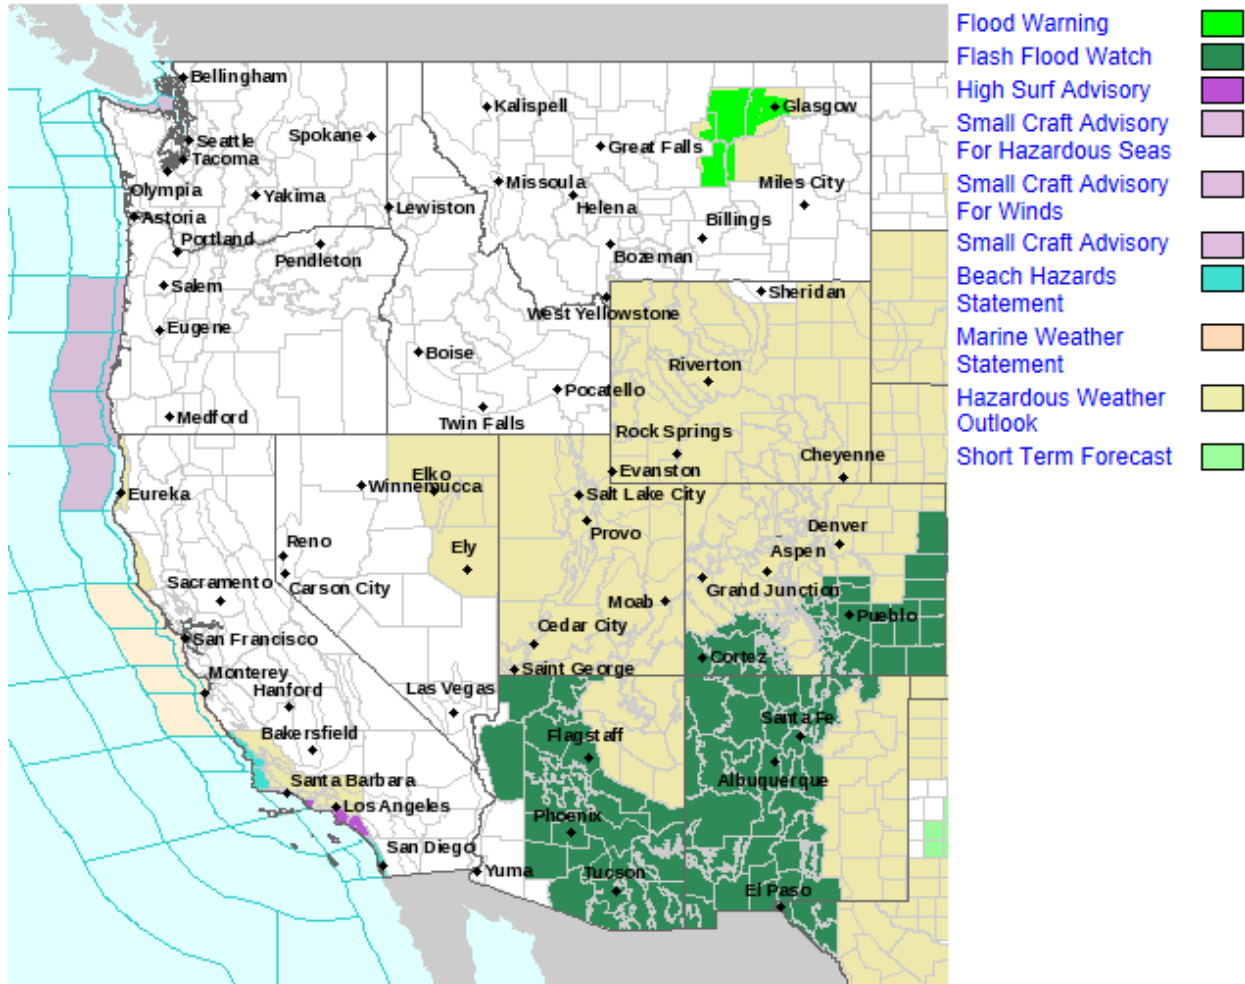 Bellingham
Kalispell
Glasgow
Seattle
Spokane
Great Falls
Tacoma
Olympia
Missoula
Miles City
Yakima
Helena
Lewiston
Astoria
Billings
Portland
Pendleton
Bozeman
Salem
Sheridan
West Yellowstone
Eugene
Boise
Riverton
Pocatello
Medford
Twin Falls
Rock Springs
Cheyenne
Evanston
Elko
Winnemucca
Eureka
Salt Lake City
Provo
Denver
Reno
Ely
Aspen
Sacramento
Carson City
Grand Junction
Moab
Pueblo
Cedar City
San Francisco
Cortez
Saint George
Monterey
Hanford
Las Vegas
Santa Fe
Flagstaff
Bakersfield
Albuquerque
Santa Barbara
Los Angeles
Phoenix
San Diego
Yuma
Tucson
El Paso
Flood Warning
Flash Flood Watch
High Surf Advisory
Small Craft Advisory
For Hazardous Seas
Small Craft Advisory
For Winds
Small Craft Advisory
Beach Hazards
Statement
Marine Weather
Statement
Hazardous Weather
Outlook
Short Term Forecast